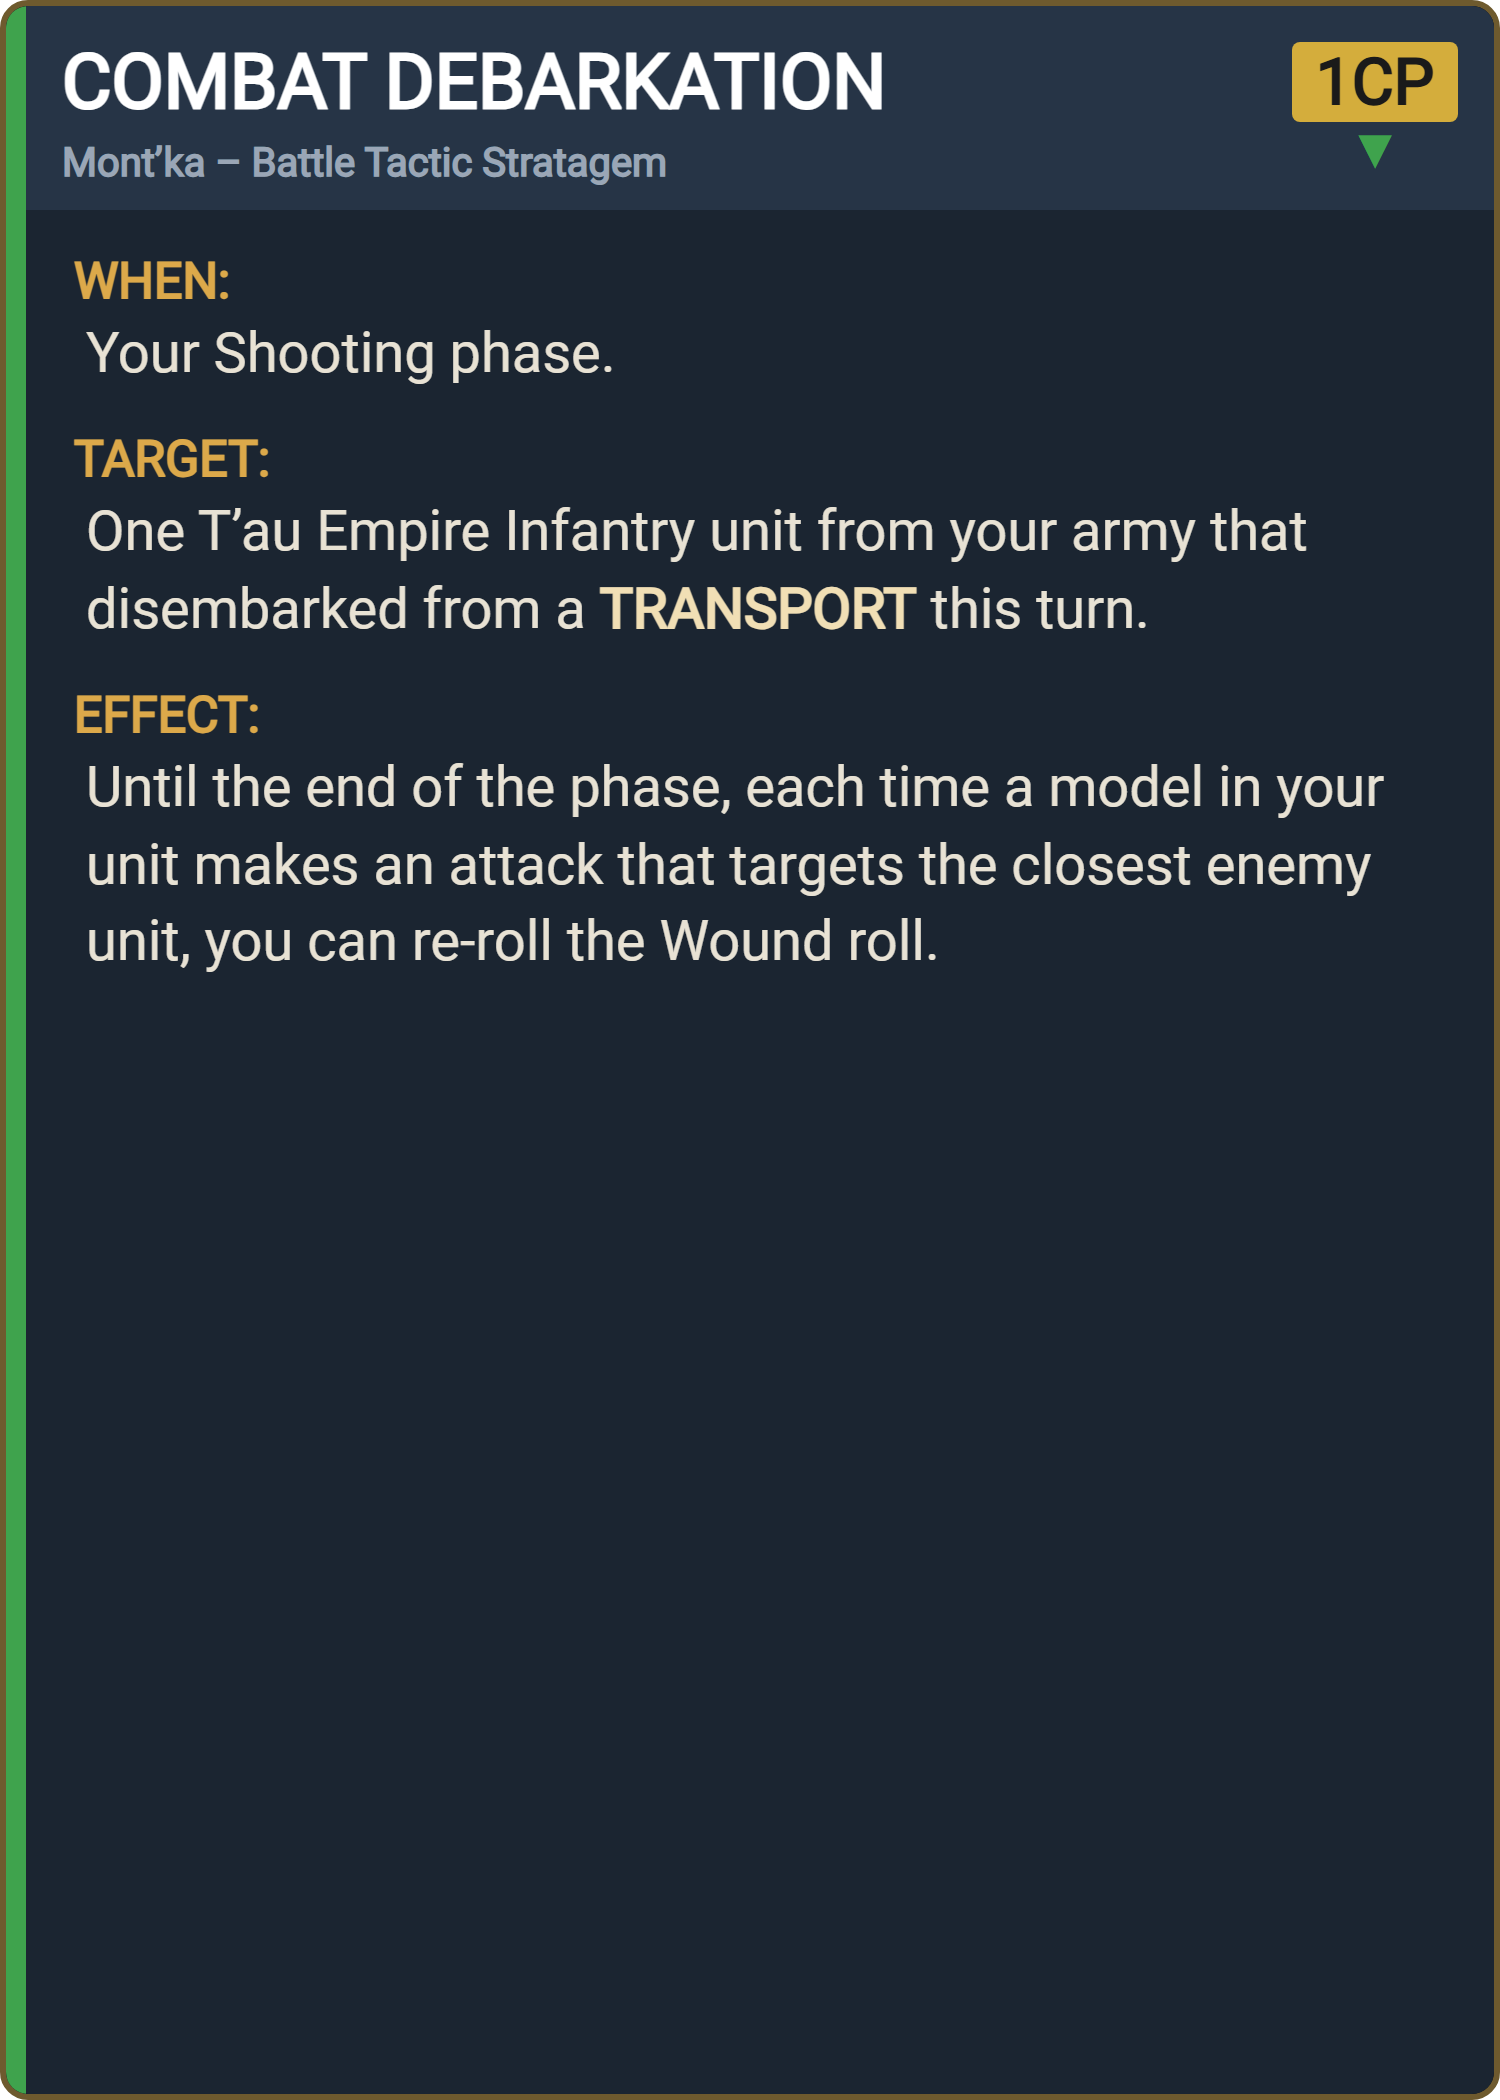 COMBAT DEBARKATION
1CP
Mont’ka – Battle Tactic Stratagem
WHEN:
Your Shooting phase.
TARGET:
One T’au Empire Infantry unit from your army that
disembarked from a TRANSPORT this turn.
EFFECT:
Until the end of the phase, each time a model in your
unit makes an attack that targets the closest enemy
unit, you can re-roll the Wound roll.